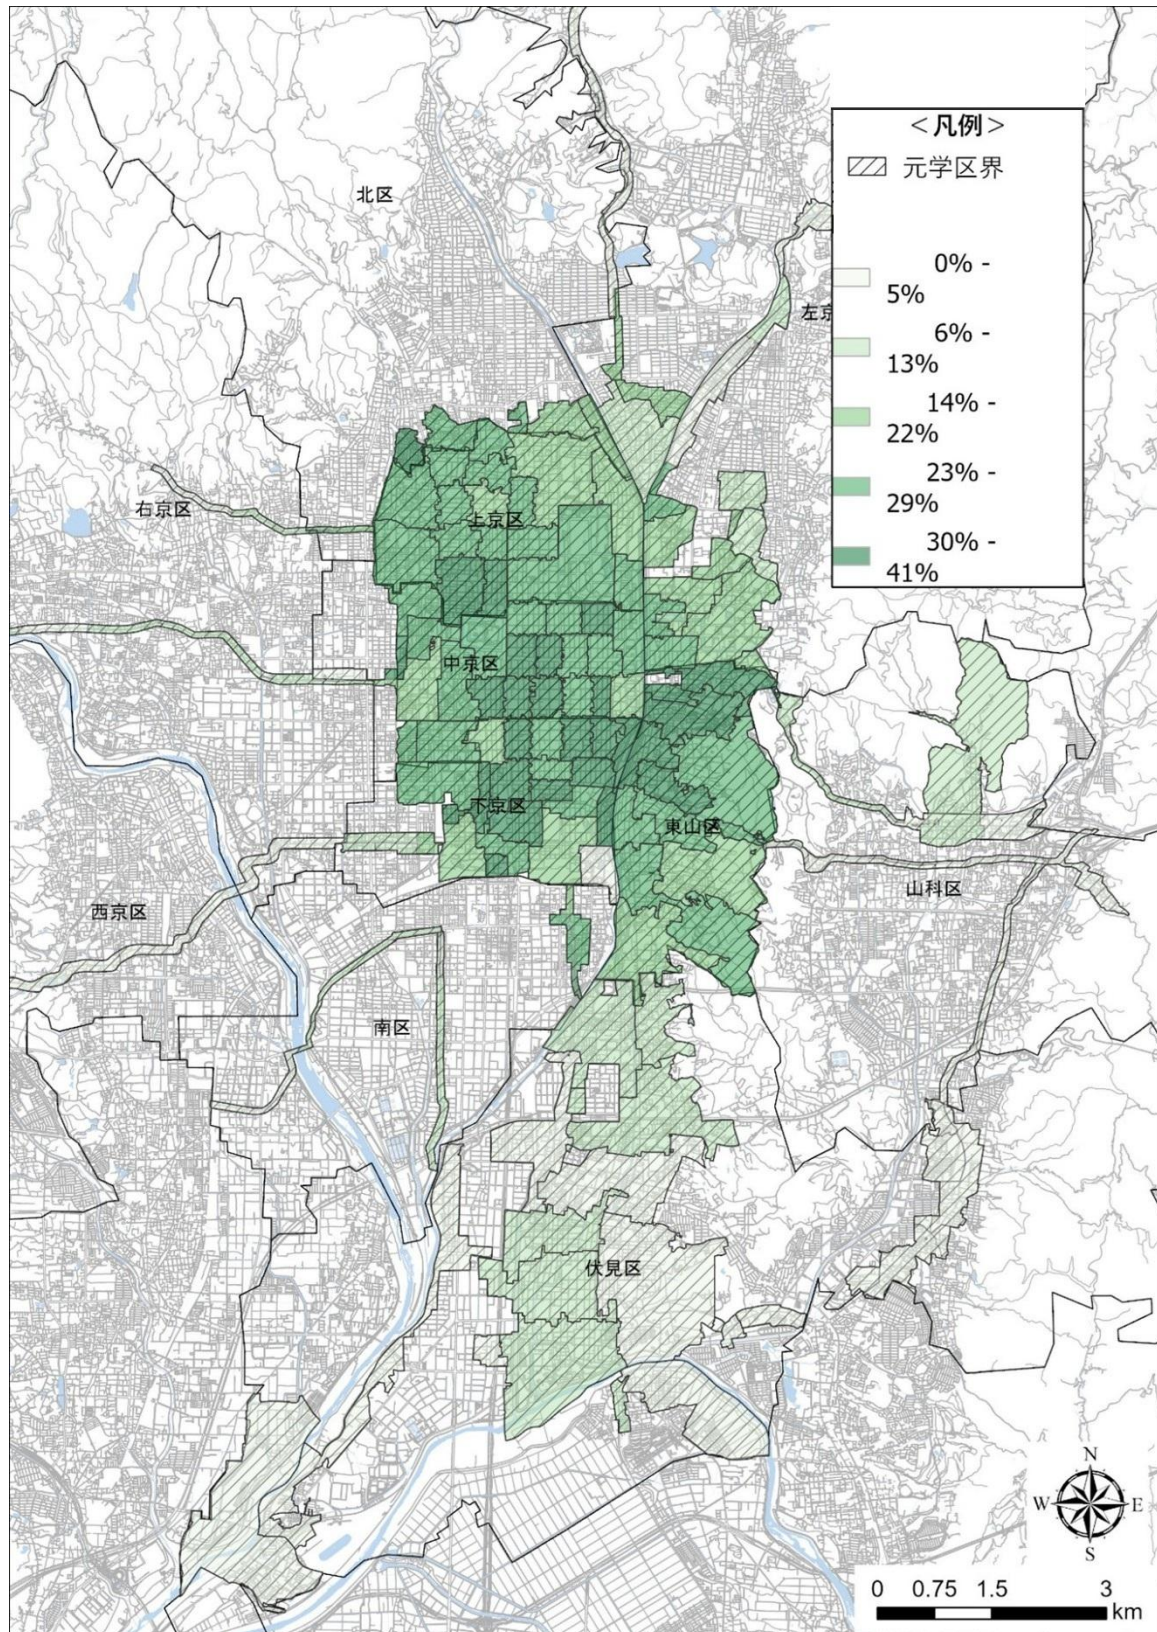 <凡例>
元学区界
0% -
5%
6% -
13%
14% -
22%
23% -
29%
30% -
41%
北区
左京
右京区
上京区
中京区
下京区
東山区
山科区
西京区
南区
伏見区
N
W
E
S
0 0.75 1.5 3
km